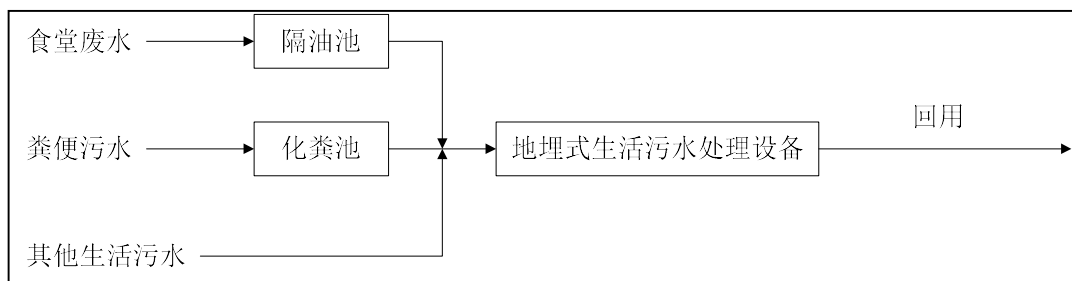 食堂废水
隔油池
回用
粪便污水
化粪池
地埋式生活污水处理设备
其他生活污水